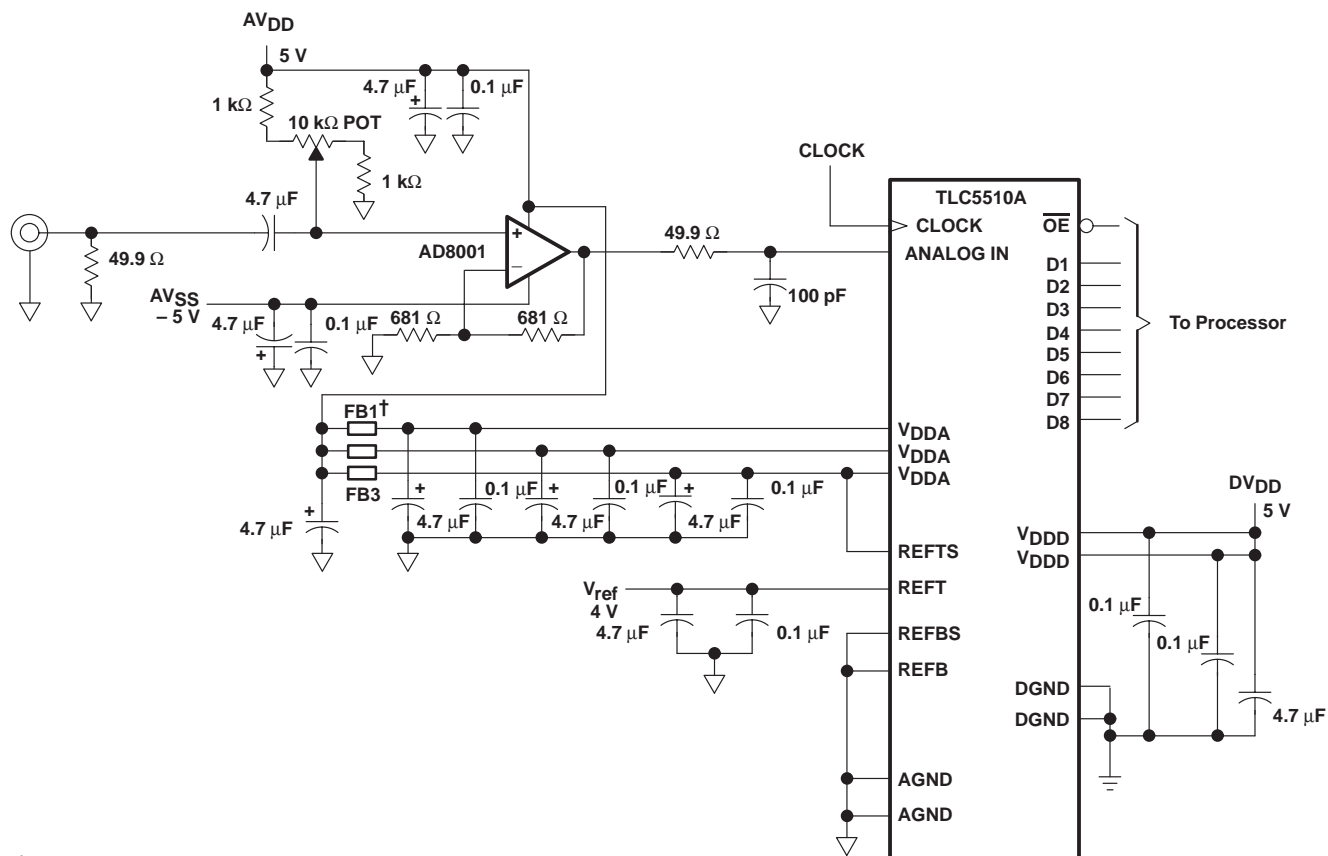 AVDD
5 V
4.7 μF
+
0.1 μF
1 kΩ
10 kΩ POT
1 kΩ
4.7 μF
49.9 Ω
AVSS
– 5 V
4.7 μF
+
0.1 μF
AD8001
+
–
681 Ω
681 Ω
49.9 Ω
100 pF
CLOCK
TLC5510A
CLOCK
ANALOG IN
OE
D1
D2
D3
D4
D5
D6
D7
D8
To Processor
FB1†
FB3
4.7 μF
+
+
4.7 μF
0.1 μF
+
4.7 μF
0.1 μF
+
4.7 μF
0.1 μF
VDDA
VDDA
VDDA
REFTS
Vref
4 V
4.7 μF
0.1 μF
REFT
REFBS
REFB
AGND
AGND
DVDD
5 V
VDDD
VDDD
0.1 μF
0.1 μF
4.7 μF
DGND
DGND